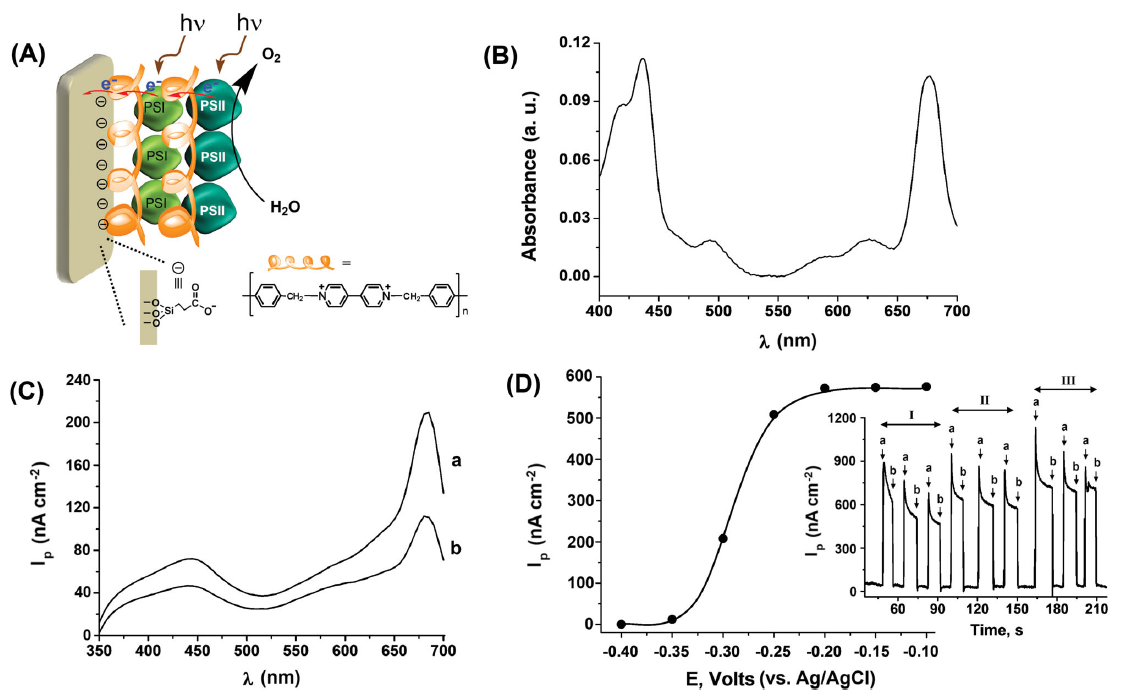 (A)
hν
hν
O2
e⁻
e⁻
e⁻
PSI
PSII
PSI
PSII
PSI
PSII
H2O
⊖
⊖
⊖
⊖
⊖
⊖
⊖
⊖
≡
=
O
O
O
Si
O
O⁻
CH2
N
+
N
+
CH2
n
(B)
0.12
0.09
0.06
0.03
0.00
Absorbance (a. u.)
400
450
500
550
600
650
700
λ (nm)
(C)
240
200
160
120
80
40
0
Ip (nA cm-2)
a
b
350
400
450
500
550
600
650
700
λ (nm)
(D)
600
500
400
300
200
100
0
Ip (nA cm-2)
-0.40
-0.35
-0.30
-0.25
-0.20
-0.15
-0.10
E, Volts (vs. Ag/AgCl)
I
II
III
a
a
a
a
a
a
a
a
a
b
b
b
b
b
b
b
b
b
1200
900
600
300
0
Ip (nA cm-2)
60
90
120
150
180
210
Time, s